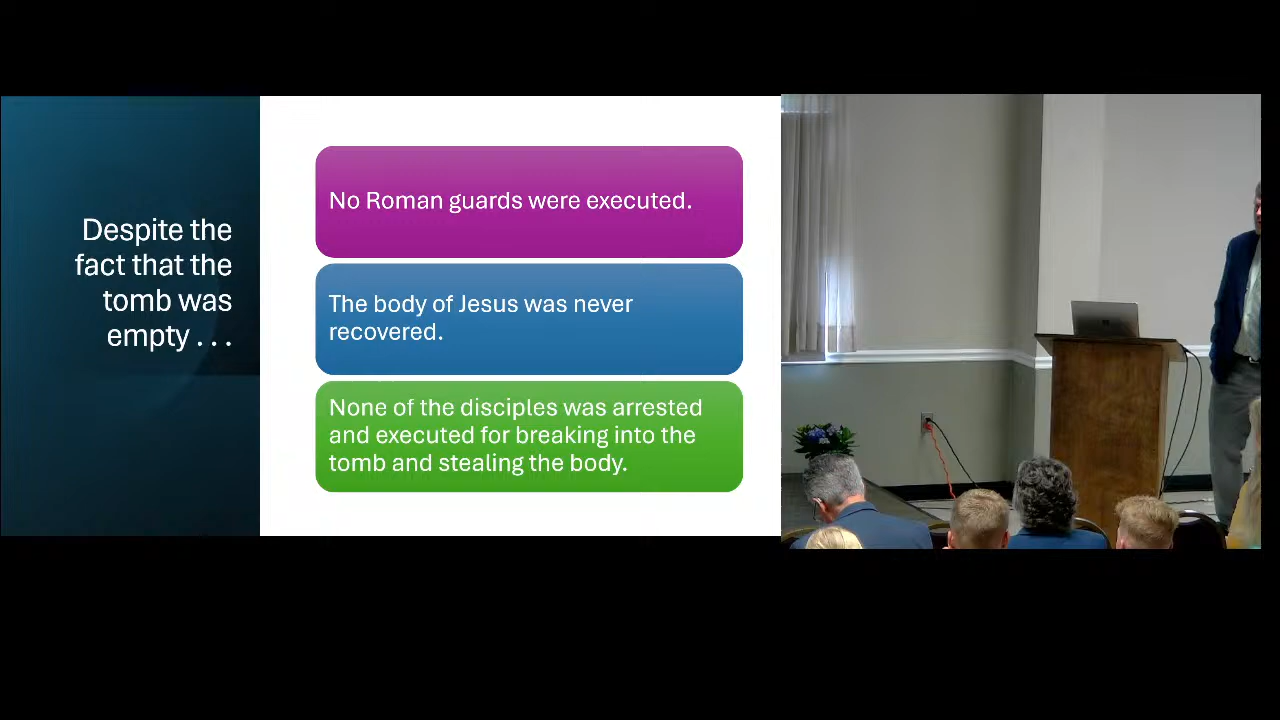 Despite the
fact that the
tomb was
empty . . .
No Roman guards were executed.
The body of Jesus was never
recovered.
None of the disciples was arrested
and executed for breaking into the
tomb and stealing the body.